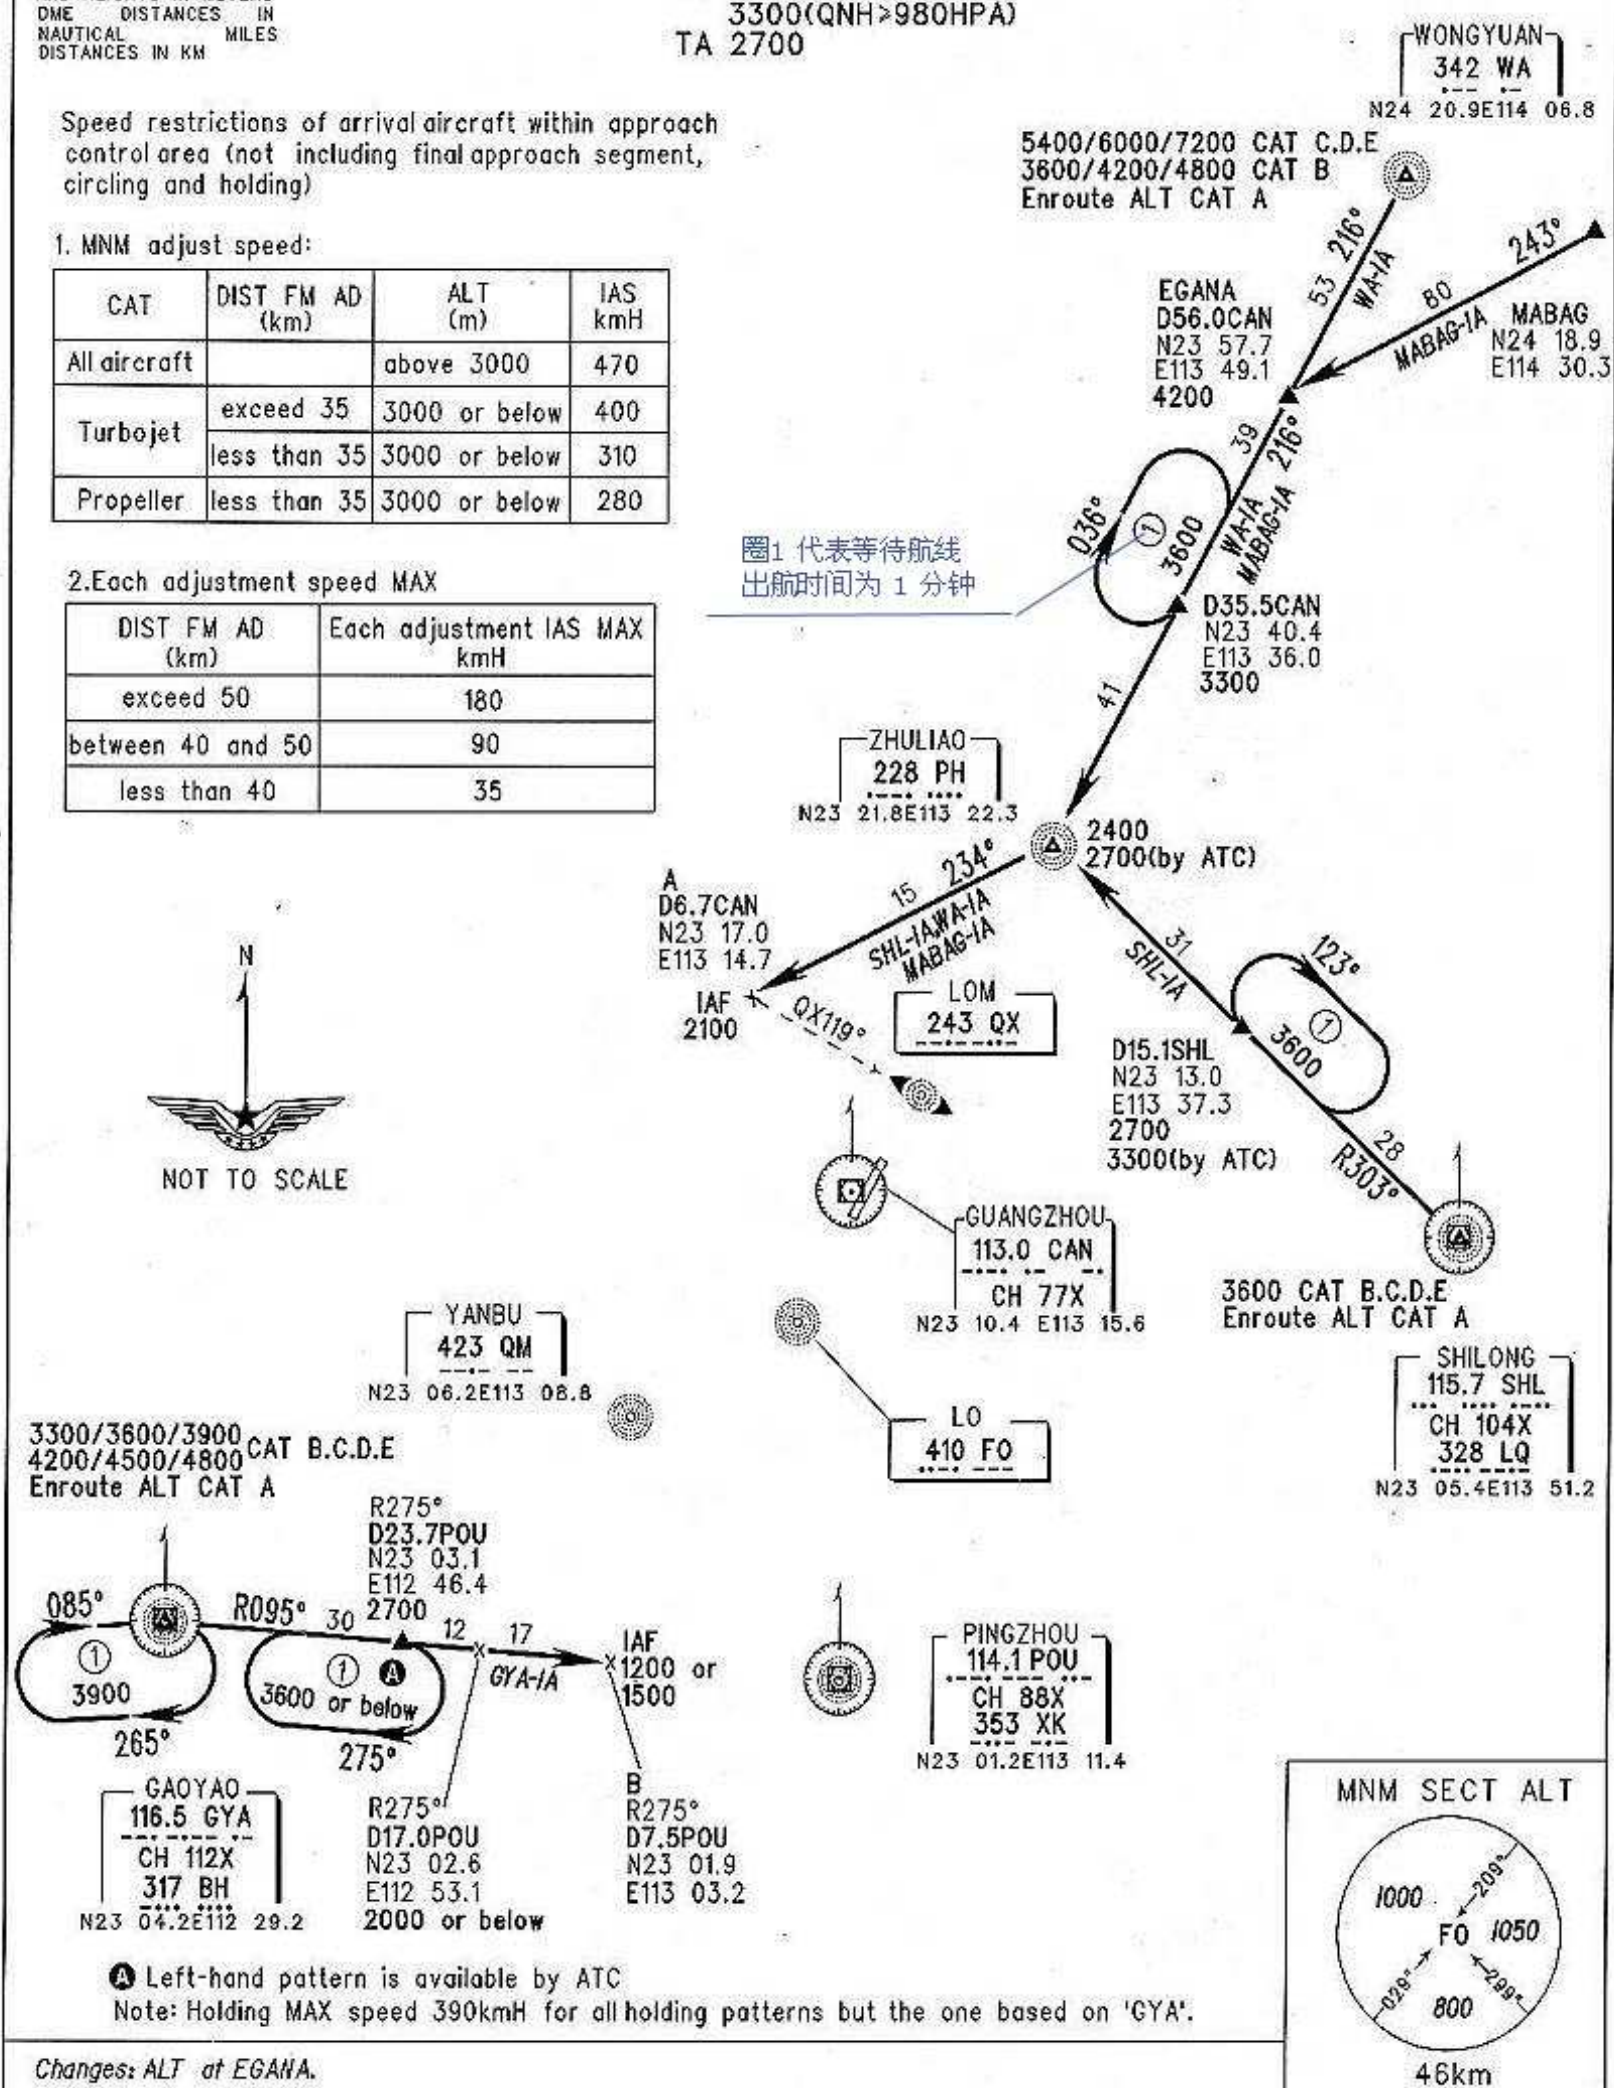 DME DISTANCES IN
NAUTICAL MILES
DISTANCES IN KM
3300(QNH≥980HPA)
TA 2700
Speed restrictions of arrival aircraft within approach
control area (not including final approach segment,
circling and holding)
1. MNM adjust speed:
CAT DIST FM AD (km) ALT (m) IAS kmH
All aircraft above 3000 470
Turbojet exceed 35 3000 or below 400
less than 35 3000 or below 310
Propeller less than 35 3000 or below 280
2.Each adjustment speed MAX
DIST FM AD (km) Each adjustment IAS MAX kmH
exceed 50 180
between 40 and 50 90
less than 40 35
圈1 代表等待航线
出航时间为 1 分钟
WONGYUAN
342 WA
N24 20.9E114 06.8
5400/6000/7200 CAT C.D.E
3600/4200/4800 CAT B
Enroute ALT CAT A
53 216°
WA-IA
243°
80
MABAG-IA
MABAG
N24 18.9
E114 30.3
EGANA
D56.0CAN
N23 57.7
E113 49.1
4200
39 216°
WA-IA
MABAG-IA
036°
①
3600
D35.5CAN
N23 40.4
E113 36.0
3300
41
ZHULIAO
228 PH
N23 21.8E113 22.3
2400
2700(by ATC)
A
D6.7CAN
N23 17.0
E113 14.7
15 234°
SHL-IA,WA-IA
MABAG-IA
IAF
2100
QX119°
LOM
243 QX
31
SHL-IA
123°
①
3600
D15.1SHL
N23 13.0
E113 37.3
2700
3300(by ATC)
28
R303°
N
NOT TO SCALE
GUANGZHOU
113.0 CAN
CH 77X
N23 10.4 E113 15.6
3600 CAT B.C.D.E
Enroute ALT CAT A
SHILONG
115.7 SHL
CH 104X
328 LQ
N23 05.4E113 51.2
YANBU
423 QM
N23 06.2E113 08.8
LO
410 FO
3300/3600/3900
4200/4500/4800 CAT B.C.D.E
Enroute ALT CAT A
R275°
D23.7POU
N23 03.1
E112 46.4
2700
085°
R095°
30
12
17
GYA-IA
①
3900
265°
① A
3600 or below
275°
IAF
1200 or
1500
PINGZHOU
114.1 POU
CH 88X
353 XK
N23 01.2E113 11.4
GAOYAO
116.5 GYA
CH 112X
317 BH
N23 04.2E112 29.2
R275°
D17.0POU
N23 02.6
E112 53.1
2000 or below
B
R275°
D7.5POU
N23 01.9
E113 03.2
A Left-hand pattern is available by ATC
Note: Holding MAX speed 390kmH for all holding patterns but the one based on 'GYA'.
MNM SECT ALT
1000
209°
FO
1050
029°
299°
800
46km
Changes: ALT at EGANA.